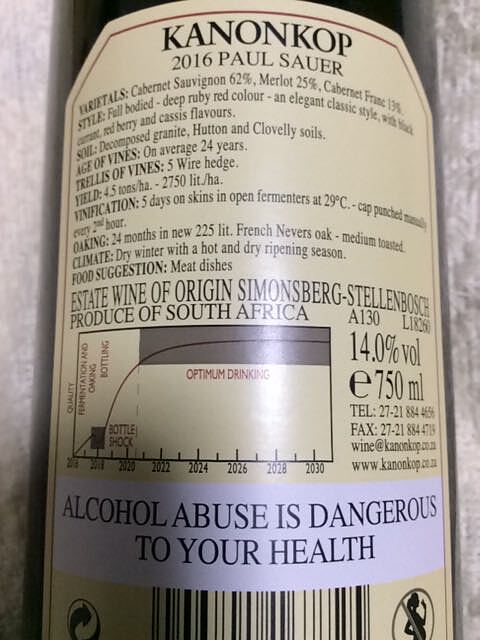 KANONKOP
2016 PAUL SAUER
VARIETALS: Cabernet Sauvignon 62%, Merlot 25%, Cabernet Franc 13%
STYLE: Full bodied - deep ruby red colour - an elegant classic style, with black
currant, red berry and cassis flavours.
SOIL: Decomposed granite, Hutton and Clovelly soils.
AGE OF VINES: On average 24 years.
TRELLIS OF VINES: 5 Wire hedge.
YIELD: 4.5 tons/ha. - 2750 lit./ha.
VINIFICATION: 5 days on skins in open fermenters at 29°C. - cap punched manually
every 2nd hour.
OAKING: 24 months in new 225 lit. French Nevers oak - medium toasted.
CLIMATE: Dry winter with a hot and dry ripening season.
FOOD SUGGESTION: Meat dishes
ESTATE WINE OF ORIGIN SIMONSBERG-STELLENBOSCH
PRODUCE OF SOUTH AFRICA
A130 L18260
QUALITY
FERMENTATION AND
OAKING
BOTTLING
OPTIMUM DRINKING
BOTTLE
SHOCK
2016 2018 2020 2022 2024 2026 2028 2030
14.0% vol
e 750 ml
TEL: 27-21 884 4656
FAX: 27-21 884 4719
wine@kanonkop.co.za
www.kanonkop.co.za
ALCOHOL ABUSE IS DANGEROUS
TO YOUR HEALTH